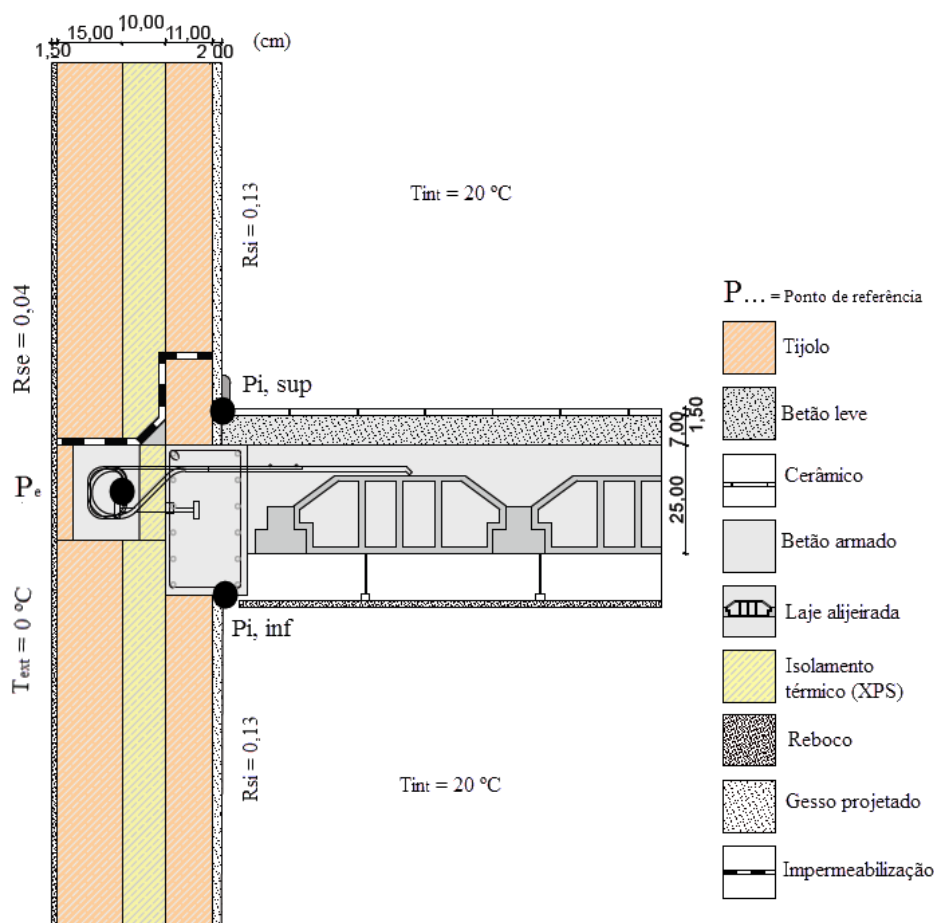 10,00
15,00 11,00
1,50 2 00 (cm)
Rsi = 0,13
Tint = 20 ºC
Rse = 0,04
P... = Ponto de referência
Tijolo
Pi, sup
1,50
7,00
Betão leve
Cerâmico
Pe
25,00
Betão armado
Laje alijeirada
Pi, inf
Text = 0 ºC
Isolamento
térmico (XPS)
Rsi = 0,13
Reboco
Tint = 20 ºC
Gesso projetado
Impermeabilização